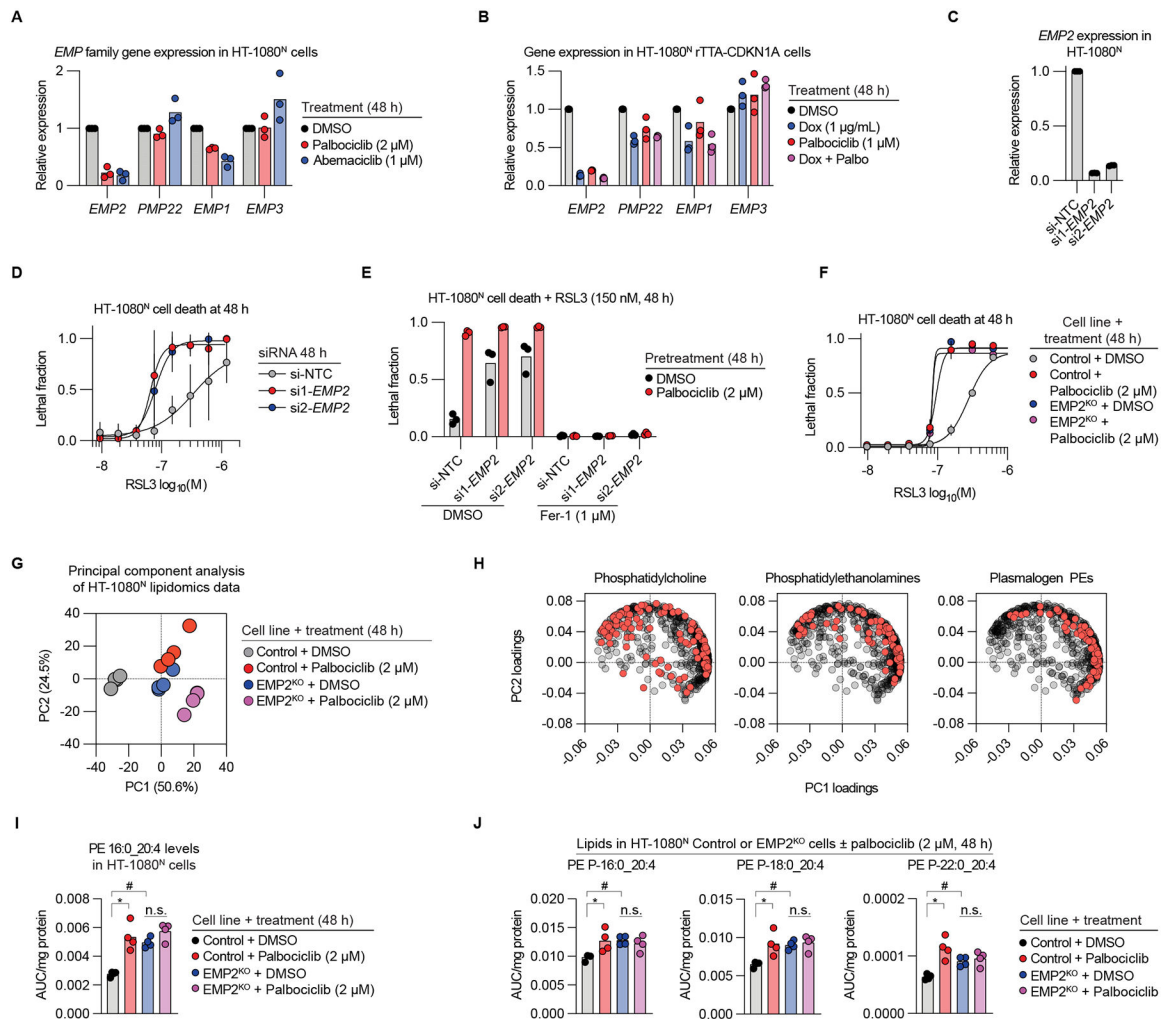 A
EMP family gene expression in HT-1080ᴺ cells
Relative expression
2
1
0
EMP2
PMP22
EMP1
EMP3
Treatment (48 h)
DMSO
Palbociclib (2 µM)
Abemaciclib (1 µM)
B
Gene expression in HT-1080ᴺ rTTA-CDKN1A cells
Relative expression
1.5
1.0
0.5
0
EMP2
PMP22
EMP1
EMP3
Treatment (48 h)
DMSO
Dox (1 µg/mL)
Palbociclib (1 µM)
Dox + Palbo
C
EMP2 expression in
HT-1080ᴺ
Relative expression
1.0
0.5
0.0
si-NTC
si1-EMP2
si2-EMP2
D
HT-1080ᴺ cell death at 48 h
Lethal fraction
1.0
0.5
0.0
-8
-7
-6
RSL3 log₁₀(M)
siRNA 48 h
si-NTC
si1-EMP2
si2-EMP2
E
HT-1080ᴺ cell death + RSL3 (150 nM, 48 h)
Lethal fraction
1.0
0.5
0.0
si-NTC
si1-EMP2
si2-EMP2
si-NTC
si1-EMP2
si2-EMP2
DMSO
Fer-1 (1 µM)
Pretreatment (48 h)
DMSO
Palbociclib (2 µM)
F
HT-1080ᴺ cell death at 48 h
Lethal fraction
1.0
0.5
0.0
-8
-7
-6
RSL3 log₁₀(M)
Cell line +
treatment (48 h)
Control + DMSO
Control +
Palbociclib (2 µM)
EMP2ᴷᴼ + DMSO
EMP2ᴷᴼ +
Palbociclib (2 µM)
G
Principal component analysis
of HT-1080ᴺ lipidomics data
PC2 (24.5%)
40
20
0
-20
-40
-40
-20
0
20
40
PC1 (50.6%)
Cell line + treatment (48 h)
Control + DMSO
Control + Palbociclib (2 µM)
EMP2ᴷᴼ + DMSO
EMP2ᴷᴼ + Palbociclib (2 µM)
H
Phosphatidylcholine
Phosphatidylethanolamines
Plasmalogen PEs
PC2 loadings
0.08
0.04
0.00
-0.04
-0.08
-0.06
-0.03
0.00
0.03
0.06
0.08
0.04
0.00
-0.04
-0.08
-0.06
-0.03
0.00
0.03
0.06
0.08
0.04
0.00
-0.04
-0.08
-0.06
-0.03
0.00
0.03
0.06
PC1 loadings
I
PE 16:0_20:4 levels
in HT-1080ᴺ cells
AUC/mg protein
0.008
0.006
0.004
0.002
0.000
#
*
n.s.
Cell line + treatment (48 h)
Control + DMSO
Control + Palbociclib (2 µM)
EMP2ᴷᴼ + DMSO
EMP2ᴷᴼ + Palbociclib (2 µM)
J
Lipids in HT-1080ᴺ Control or EMP2ᴷᴼ cells ± palbociclib (2 µM, 48 h)
PE P-16:0_20:4
PE P-18:0_20:4
PE P-22:0_20:4
AUC/mg protein
0.020
0.015
0.010
0.005
0.000
#
*
n.s.
0.015
0.010
0.005
0.000
#
*
n.s.
0.0002
0.0001
0.0000
#
*
n.s.
Cell line + treatment
Control + DMSO
Control + Palbociclib
EMP2ᴷᴼ + DMSO
EMP2ᴷᴼ + Palbociclib